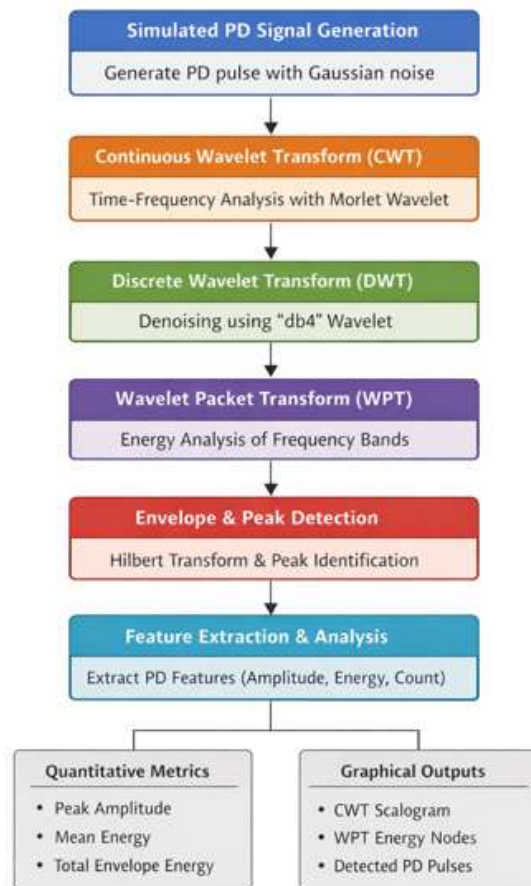 Simulated PD Signal Generation
Generate PD pulse with Gaussian noise
Continuous Wavelet Transform (CWT)
Time-Frequency Analysis with Morlet Wavelet
Discrete Wavelet Transform (DWT)
Denoising using "db4" Wavelet
Wavelet Packet Transform (WPT)
Energy Analysis of Frequency Bands
Envelope & Peak Detection
Hilbert Transform & Peak Identification
Feature Extraction & Analysis
Extract PD Features (Amplitude, Energy, Count)
Quantitative Metrics
• Peak Amplitude
• Mean Energy
• Total Envelope Energy
Graphical Outputs
• CWT Scalogram
• WPT Energy Nodes
• Detected PD Pulses